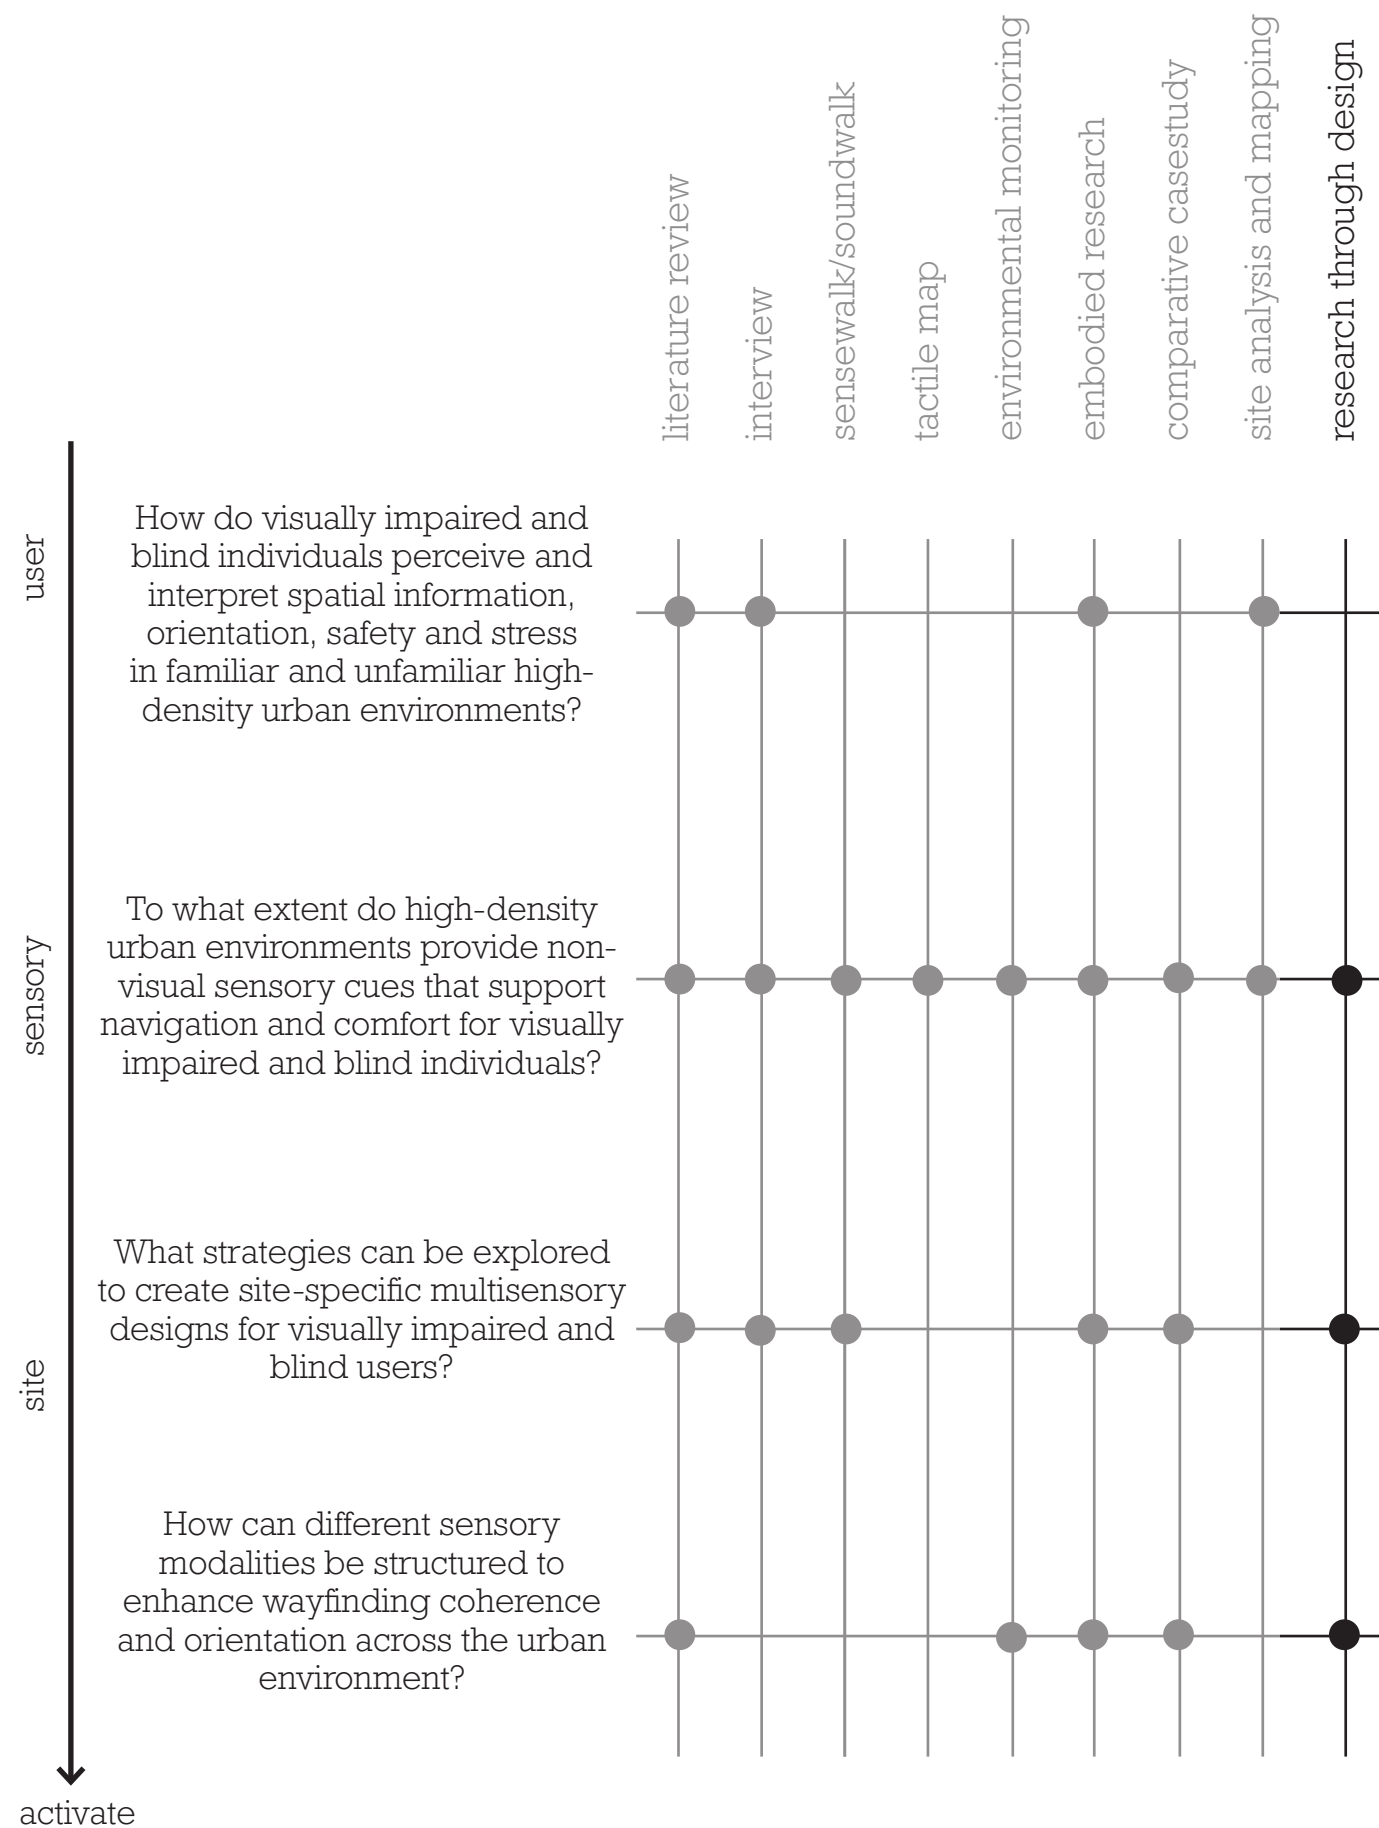 literature review
interview
sensewalk/soundwalk
tactile map
environmental monitoring
embodied research
comparative casestudy
site analysis and mapping
research through design
user
How do visually impaired and
blind individuals perceive and
interpret spatial information,
orientation, safety and stress
in familiar and unfamiliar high-
density urban environments?
sensory
To what extent do high-density
urban environments provide non-
visual sensory cues that support
navigation and comfort for visually
impaired and blind individuals?
site
What strategies can be explored
to create site-specific multisensory
designs for visually impaired and
blind users?
How can different sensory
modalities be structured to
enhance wayfinding coherence
and orientation across the urban
environment?
activate